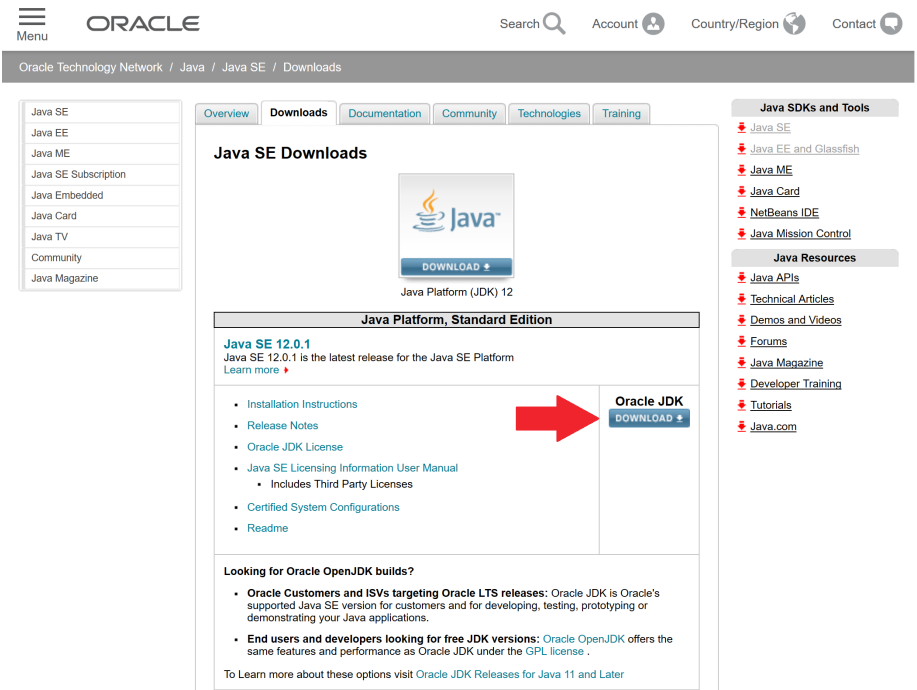 Menu
ORACLE
Search
Account
Country/Region
Contact
Oracle Technology Network / Java / Java SE / Downloads
Java SE
Java EE
Java ME
Java SE Subscription
Java Embedded
Java Card
Java TV
Community
Java Magazine
Overview
Downloads
Documentation
Community
Technologies
Training
Java SE Downloads
Java™
DOWNLOAD
Java Platform (JDK) 12
Java Platform, Standard Edition
Java SE 12.0.1
Java SE 12.0.1 is the latest release for the Java SE Platform
Learn more
Installation Instructions
Release Notes
Oracle JDK License
Java SE Licensing Information User Manual
Includes Third Party Licenses
Certified System Configurations
Readme
Oracle JDK
DOWNLOAD
Looking for Oracle OpenJDK builds?
Oracle Customers and ISVs targeting Oracle LTS releases: Oracle JDK is Oracle's
supported Java SE version for customers and for developing, testing, prototyping or
demonstrating your Java applications.
End users and developers looking for free JDK versions: Oracle OpenJDK offers the
same features and performance as Oracle JDK under the GPL license .
To Learn more about these options visit Oracle JDK Releases for Java 11 and Later
Java SDKs and Tools
Java SE
Java EE and Glassfish
Java ME
Java Card
NetBeans IDE
Java Mission Control
Java Resources
Java APIs
Technical Articles
Demos and Videos
Forums
Java Magazine
Developer Training
Tutorials
Java.com